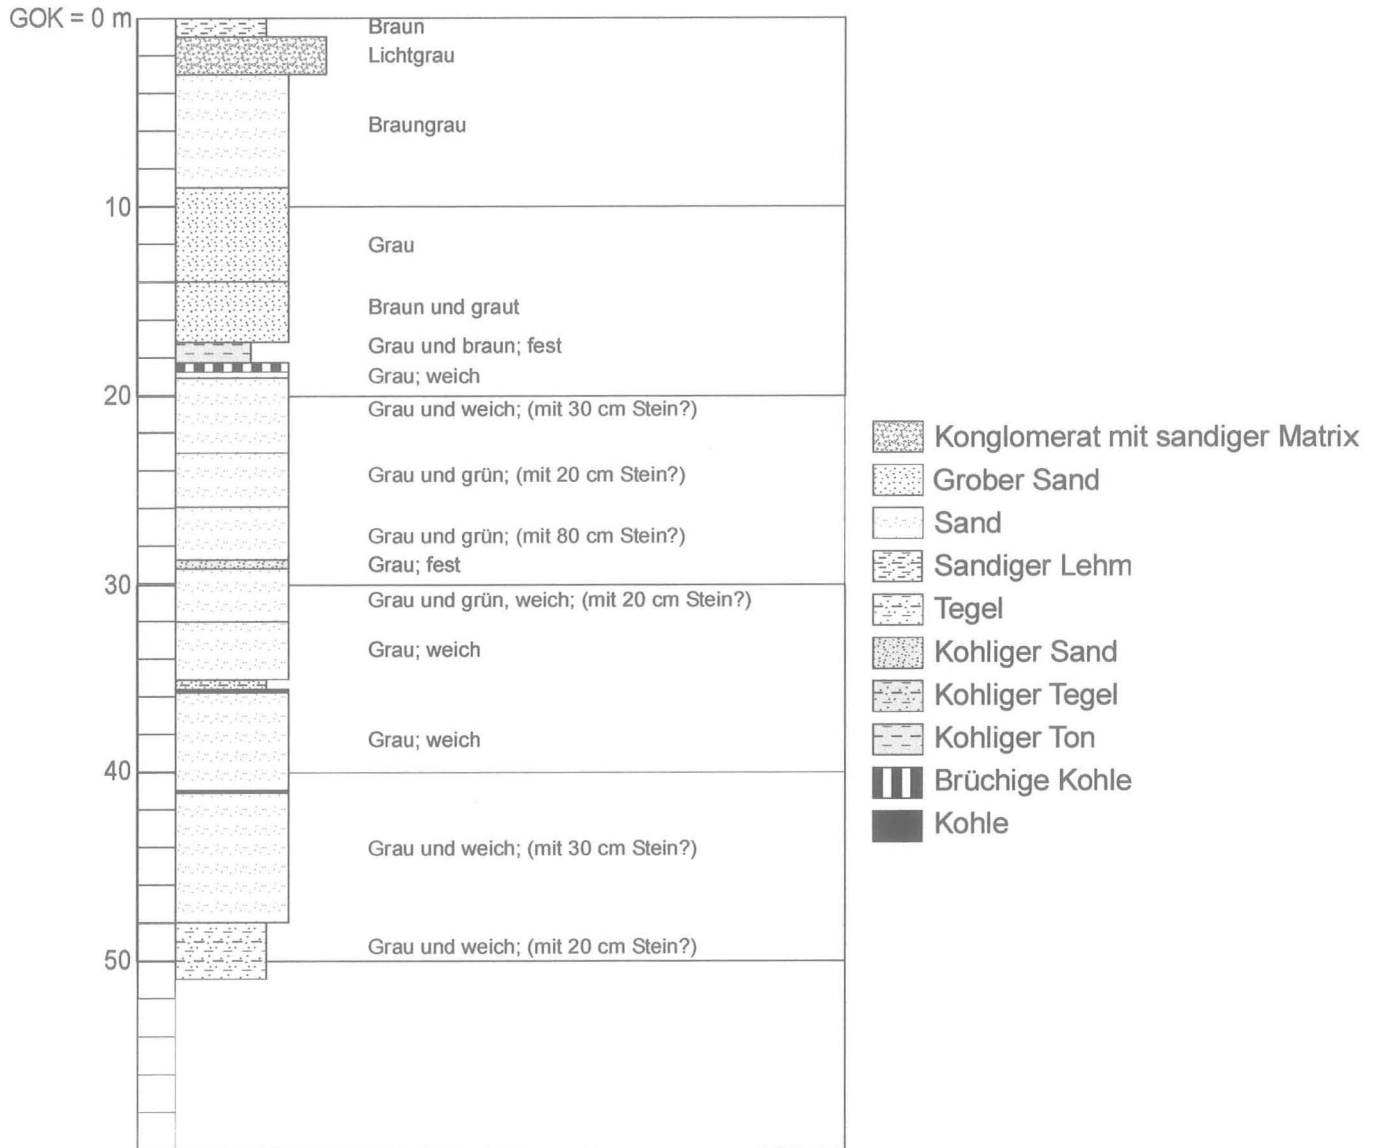 GOK = 0 m
Braun
Lichtgrau
Braungrau
10
Grau
Braun und graut
Grau und braun; fest
Grau; weich
20
Grau und weich; (mit 30 cm Stein?)
Grau und grün; (mit 20 cm Stein?)
Grau und grün; (mit 80 cm Stein?)
Grau; fest
30
Grau und grün, weich; (mit 20 cm Stein?)
Grau; weich
Grau; weich
40
Grau und weich; (mit 30 cm Stein?)
Grau und weich; (mit 20 cm Stein?)
50
Konglomerat mit sandiger Matrix
Grober Sand
Sand
Sandiger Lehm
Tegel
Kohliger Sand
Kohliger Tegel
Kohliger Ton
Brüchige Kohle
Kohle